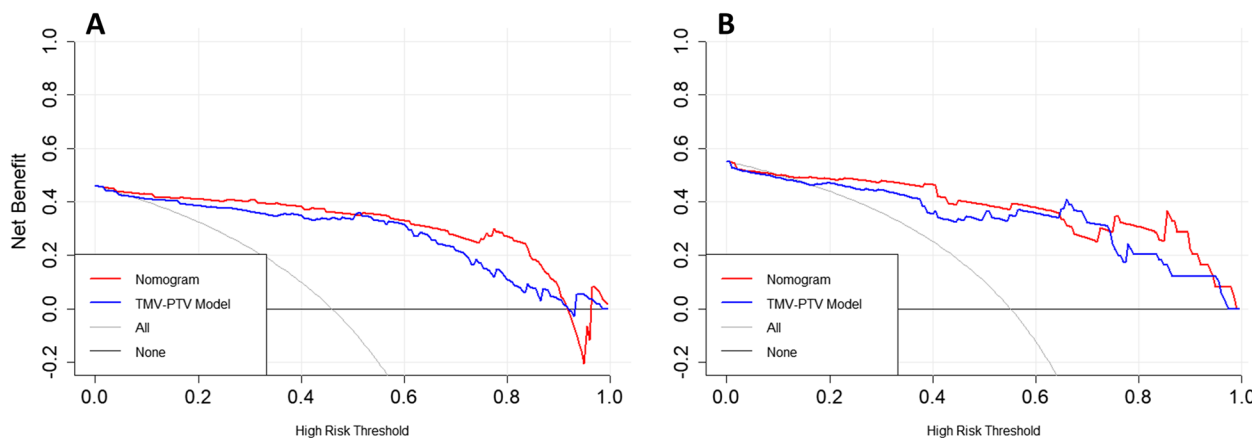 A
B
Net Benefit
1.0
0.8
0.6
0.4
0.2
0.0
-0.2
Nomogram
TMV-PTV Model
All
None
0.0 0.2 0.4 0.6 0.8 1.0
High Risk Threshold
1.0
0.8
0.6
0.4
0.2
0.0
-0.2
Nomogram
TMV-PTV Model
All
None
0.0 0.2 0.4 0.6 0.8 1.0
High Risk Threshold